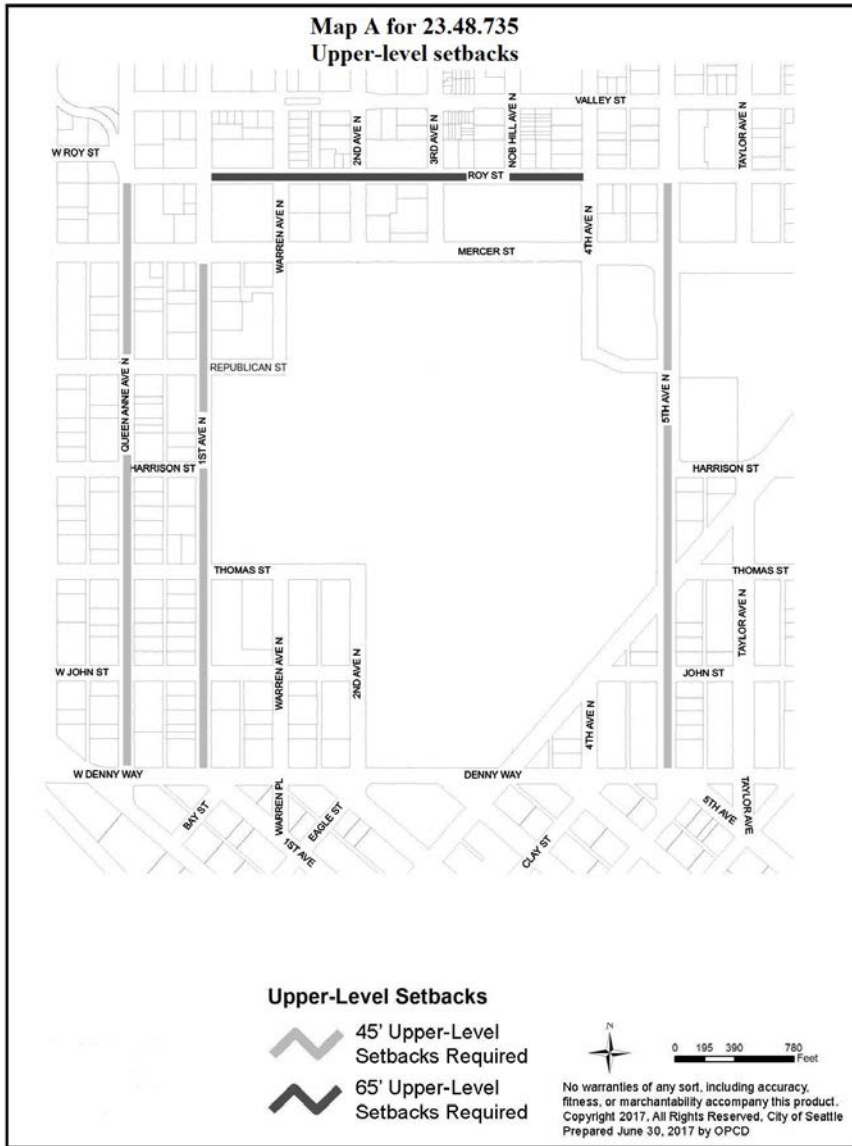 Map A for 23.48.735
Upper-level setbacks
VALLEY ST
W ROY ST
2ND AVE N
3RD AVE N
NOB HILL AVE N
TAYLOR AVE N
ROY ST
WARREN AVE N
MERCER ST
4TH AVE N
QUEEN ANNE AVE N
REPUBLICAN ST
1ST AVE N
5TH AVE N
HARRISON ST
HARRISON ST
THOMAS ST
THOMAS ST
WARREN AVE N
2ND AVE N
TAYLOR AVE N
W JOHN ST
JOHN ST
4TH AVE N
W DENNY WAY
DENNY WAY
BAY ST
WARREN PL
EAGLE ST
1ST AVE
CLAY ST
5TH AVE
TAYLOR AVE
Upper-Level Setbacks
45' Upper-Level
Setbacks Required
65' Upper-Level
Setbacks Required
N
0 195 390 780
Feet
No warranties of any sort, including accuracy,
fitness, or marchantability accompany this product.
Copyright 2017, All Rights Reserved, City of Seattle
Prepared June 30, 2017 by OPCD